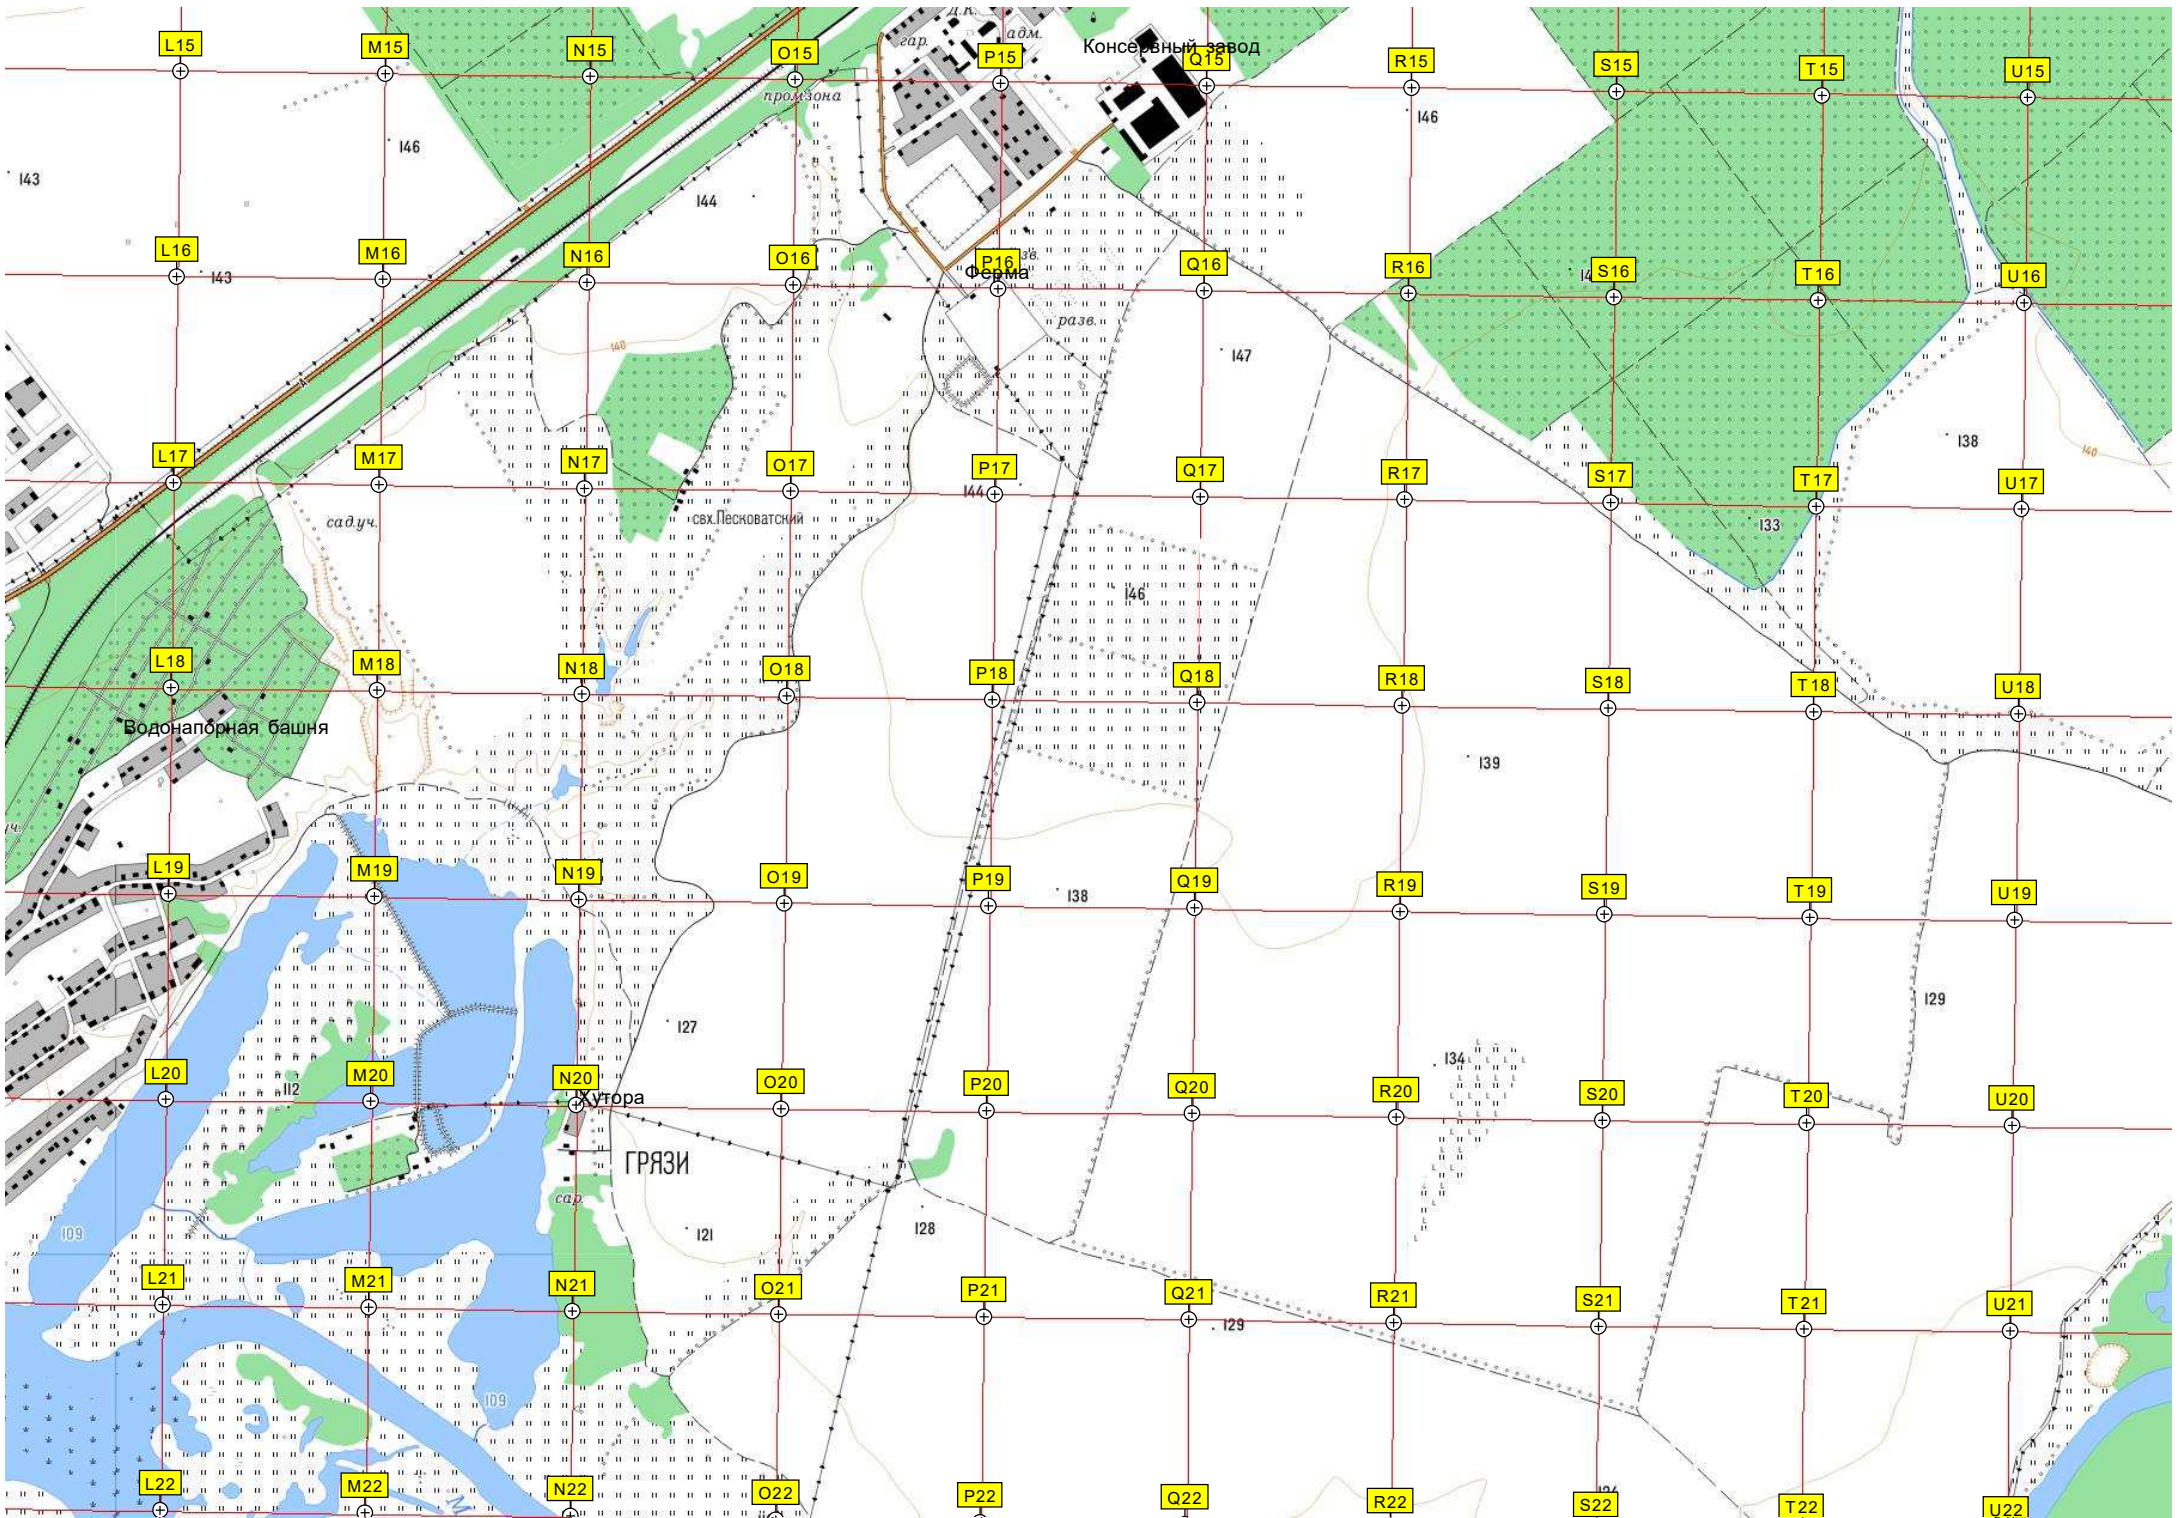 Д.К.
гар.
адм.
Консервный завод
L15 M15 N15 O15 P15 Q15 R15 S15 T15 U15
промзона
146
146
143
144
L16 M16 N16 O16 P16 Q16 R16 S16 T16 U16
143
Ферма
разв.
140
147
138
140
L17 M17 N17 O17 P17 Q17 R17 S17 T17 U17
144
сад.уч.
свх.Песковатский
133
146
L18 M18 N18 O18 P18 Q18 R18 S18 T18 U18
Водонапорная башня
139
L19 M19 N19 O19 P19 Q19 R19 S19 T19 U19
138
129
127
134
L20 M20 N20 O20 P20 Q20 R20 S20 T20 U20
112
Хутора
ГРЯЗИ
сар.
109
121
128
L21 M21 N21 O21 P21 Q21 R21 S21 T21 U21
129
109
L22 M22 N22 O22 P22 Q22 R22 S22 T22 U22